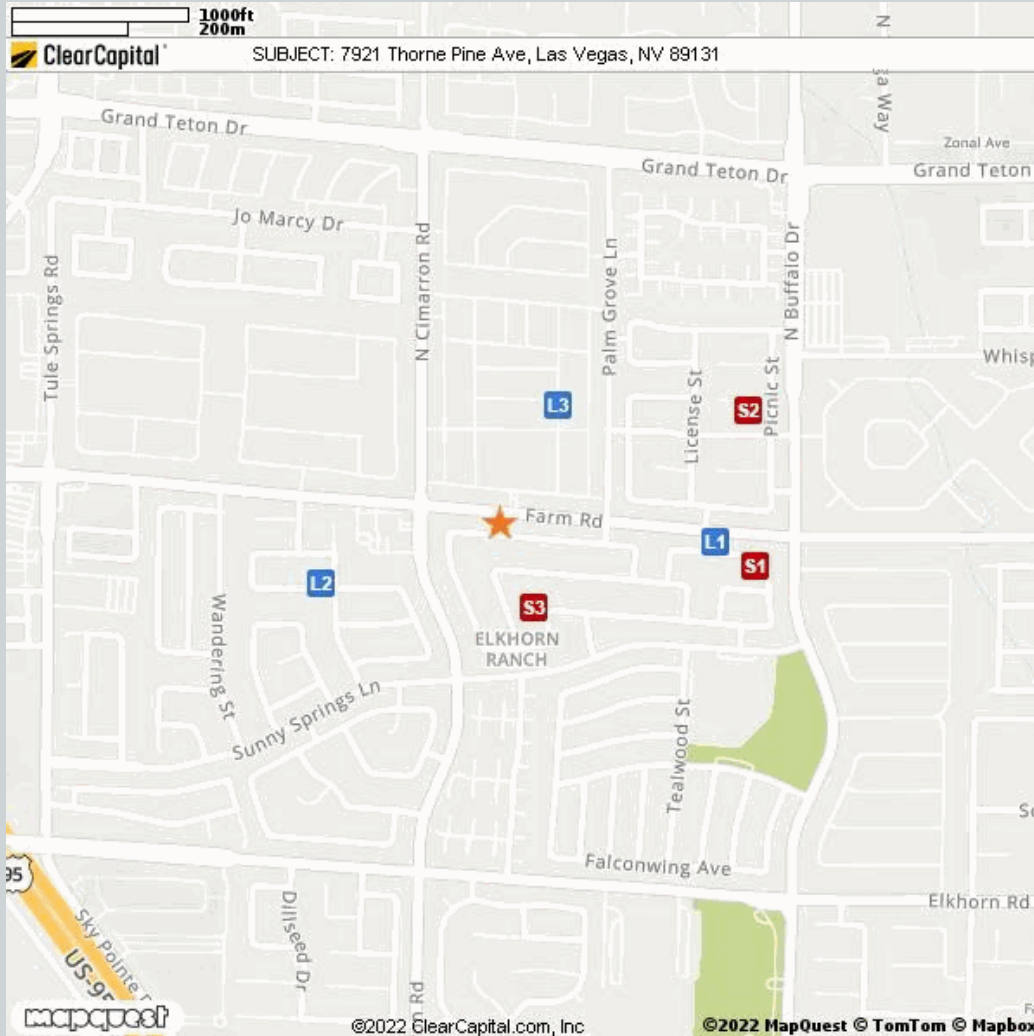 1000ft
200m
ClearCapital
SUBJECT: 7921 Thorne Pine Ave, Las Vegas, NV 89131
N
Way
Grand Teton Dr
Grand Teton Dr
Zonal Ave
Grand Teton
Jo Marcy Dr
Tule Springs Rd
N Cimarron Rd
Palm Grove Ln
N Buffalo Dr
License St
Picnic St
L3
S2
Farm Rd
L1
S1
L2
S3
ELKHORN
RANCH
Wandering St
Sunny Springs Ln
Tealwood St
Falconwing Ave
Elkhorn Rd
95
Sky Pointe
US-95
Dillseed Dr
Rd
mapquest
©2022 ClearCapital.com, Inc
©2022 MapQuest © TomTom © Mapbox